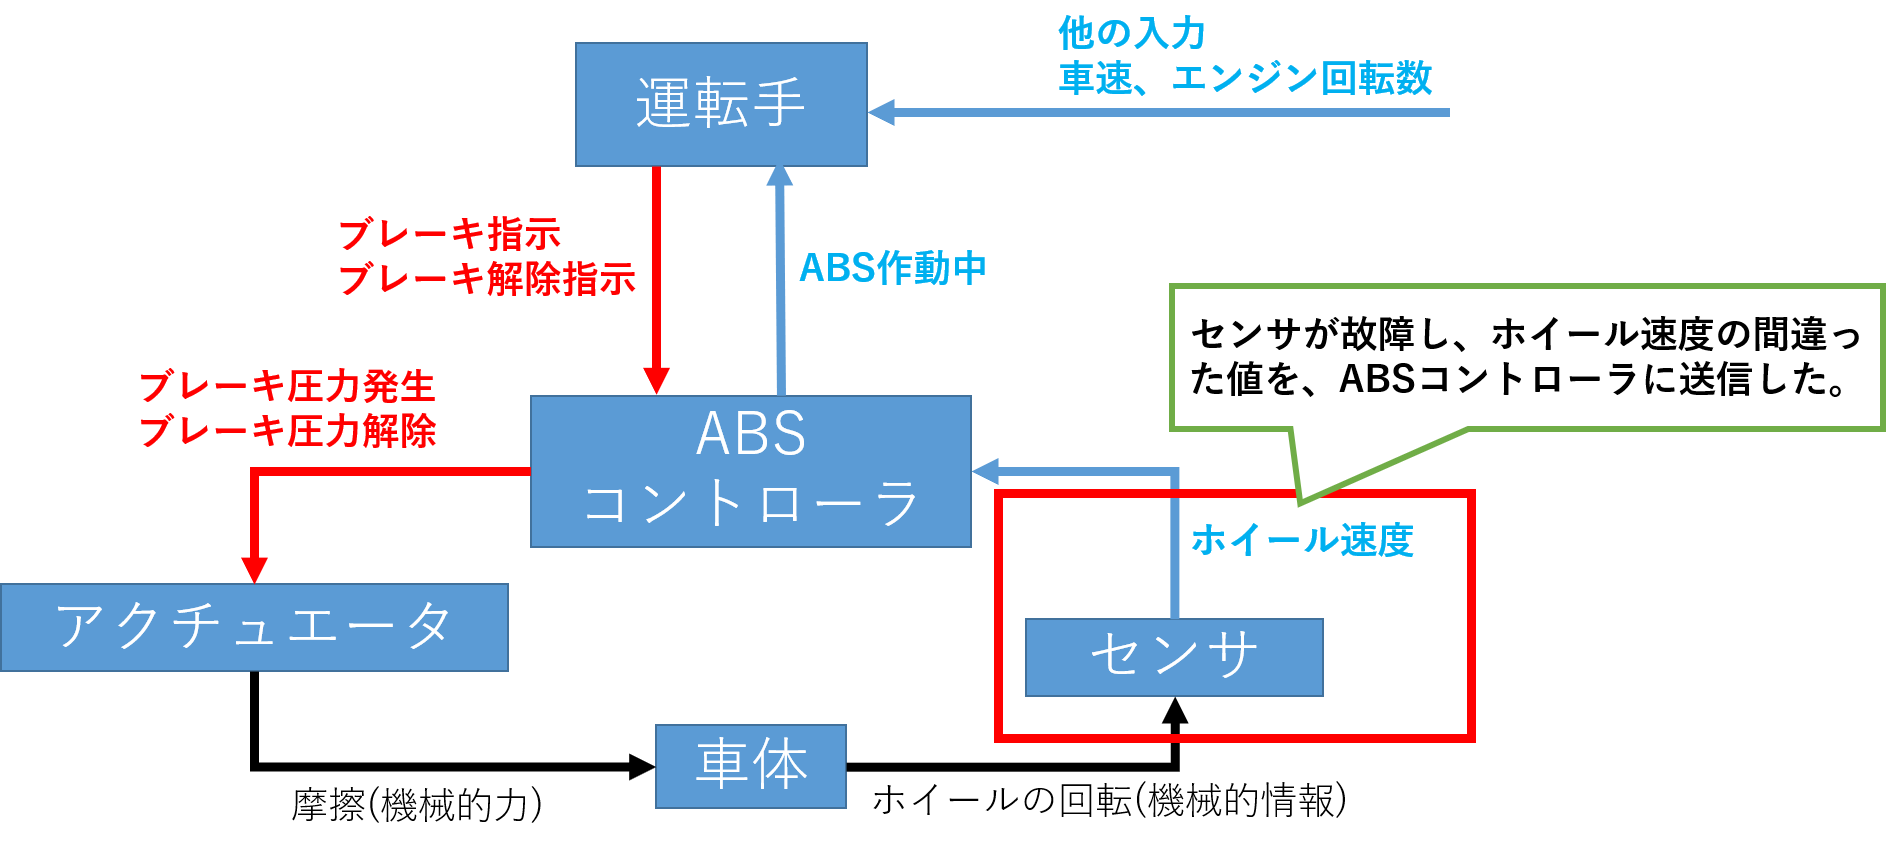 他の入力
車速、エンジン回転数
運転手
ブレーキ指示
ブレーキ解除指示
ABS作動中
センサが故障し、ホイール速度の間違っ
た値を、ABSコントローラに送信した。
ブレーキ圧力発生
ブレーキ圧力解除
ABS
コントローラ
ホイール速度
アクチュエータ
センサ
車体
摩擦(機械的力)
ホイールの回転(機械的情報)